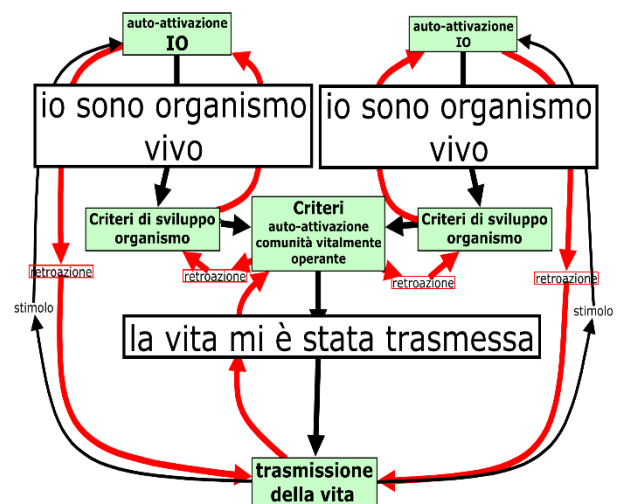 auto-attivazione
IO
auto-attivazione
IO
io sono organismo
vivo
io sono organismo
vivo
Criteri di sviluppo
organismo
Criteri
auto-attivazione
comunità vitalmente
operante
Criteri di sviluppo
organismo
retroazione
retroazione
retroazione
retroazione
stimolo
stimolo
la vita mi è stata trasmessa
trasmissione
della vita